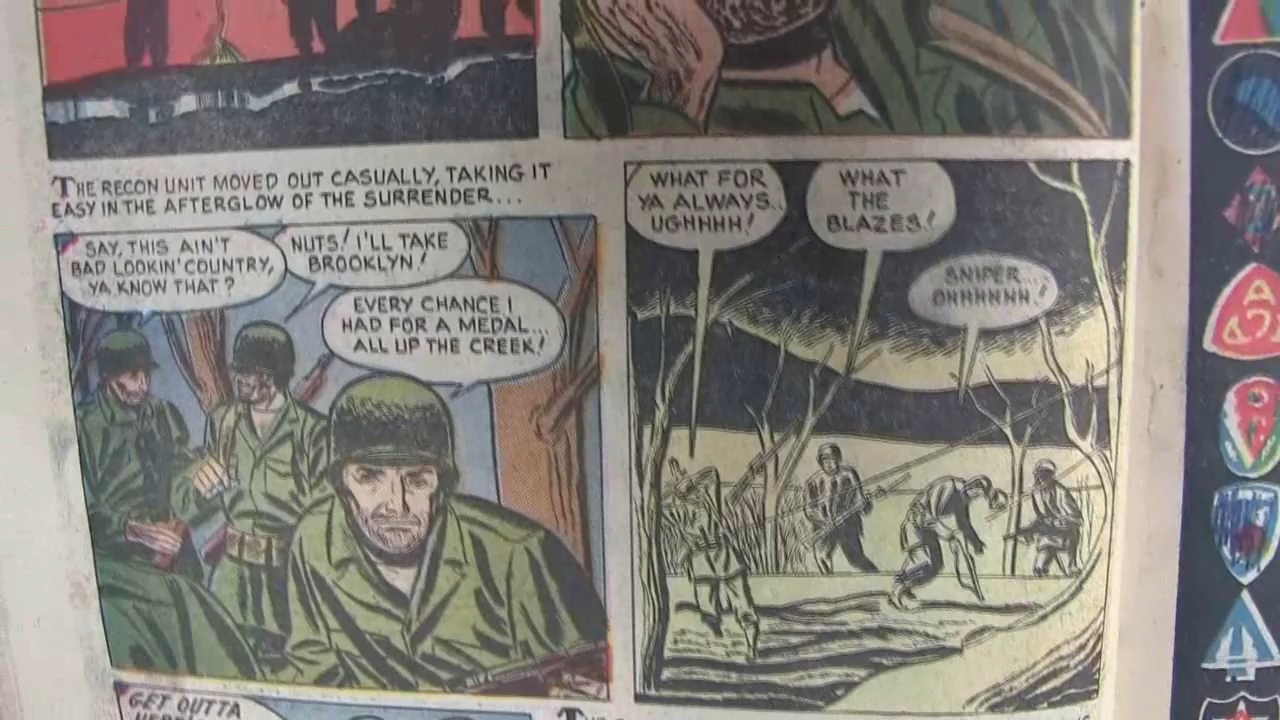 THE RECON UNIT MOVED OUT CASUALLY, TAKING IT
EASY IN THE AFTERGLOW OF THE SURRENDER...
SAY, THIS AIN'T
BAD LOOKIN' COUNTRY,
YA KNOW THAT?
NUTS! I'LL TAKE
BROOKLYN!
EVERY CHANCE I
HAD FOR A MEDAL...
ALL UP THE CREEK!
WHAT FOR
YA ALWAYS..
UGHHHH!
WHAT
THE
BLAZES!
SNIPER...
OHHHHHH!
GET OUTTA